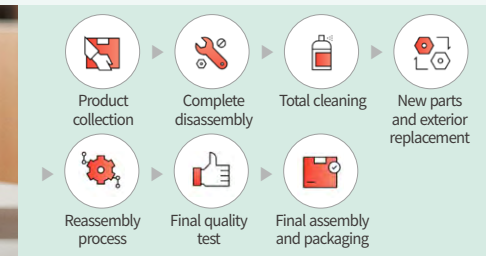 Product
collection
Complete
disassembly
Total cleaning
New parts
and exterior
replacement
Reassembly
process
Final quality
test
Final assembly
and packaging